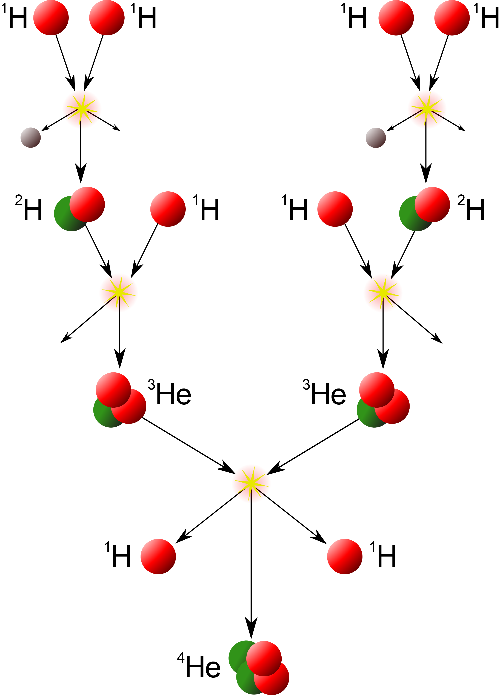 ¹H ¹H ¹H ¹H
²H ¹H ¹H ²H
³He ³He
¹H ¹H
⁴He